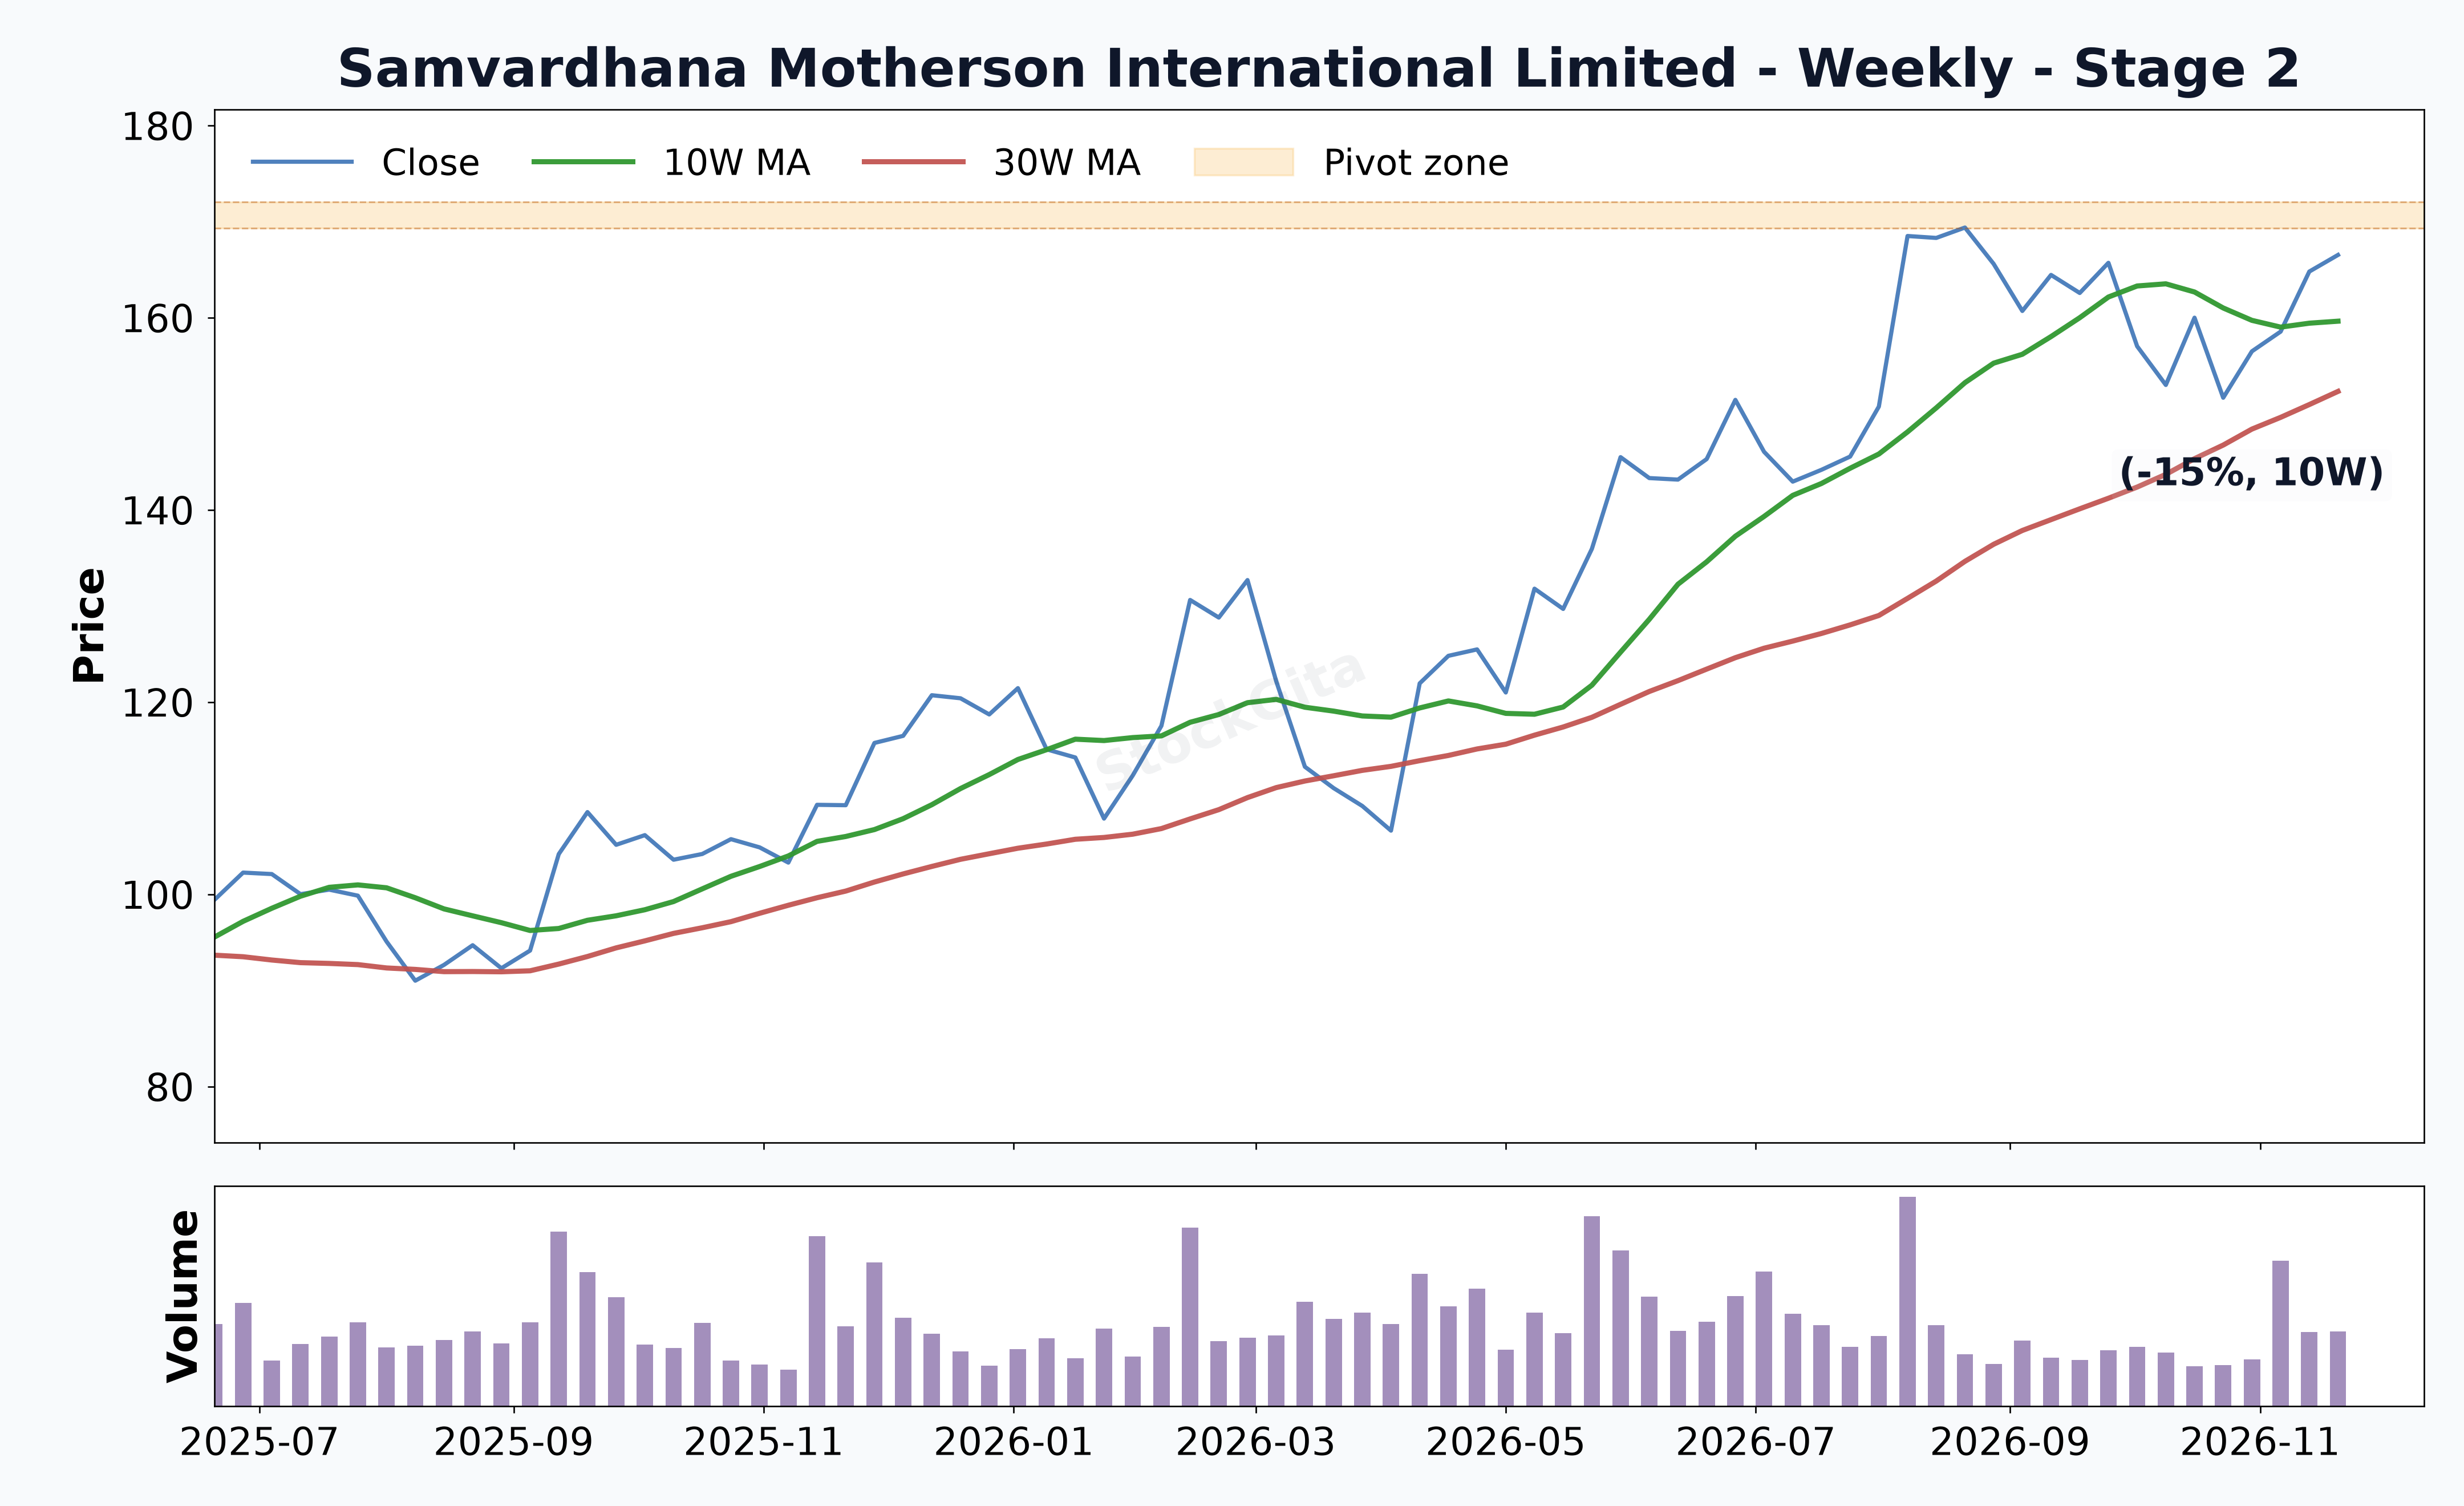 Samvardhana Motherson International Limited - Weekly - Stage 2
Close 10W MA 30W MA Pivot zone
180
160
140
120
100
80
Price
(-15%, 10W)
StockGita
Volume
2025-07 2025-09 2025-11 2026-01 2026-03 2026-05 2026-07 2026-09 2026-11